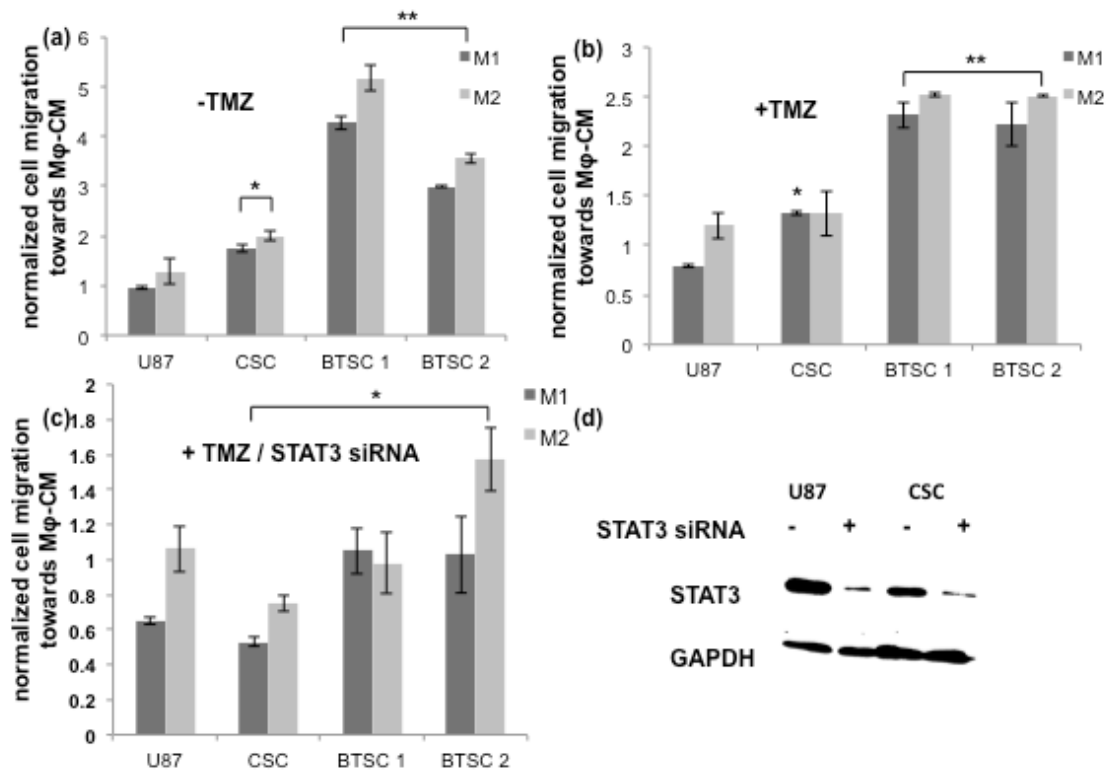 (a)
normalized cell migration
towards Mφ-CM
6
5
4
3
2
1
0
-TMZ
*
**
M1
M2
U87 CSC BTSC 1 BTSC 2
(b)
normalized cell migration
towards Mφ-CM
3
2.5
2
1.5
1
0.5
0
+TMZ
*
**
M1
M2
U87 CSC BTSC 1 BTSC 2
(c)
normalized cell migration
towards Mφ-CM
2
1.8
1.6
1.4
1.2
1
0.8
0.6
0.4
0.2
0
+ TMZ / STAT3 siRNA
*
M1
M2
U87 CSC BTSC 1 BTSC 2
(d)
U87 CSC
STAT3 siRNA - + - +
STAT3
GAPDH